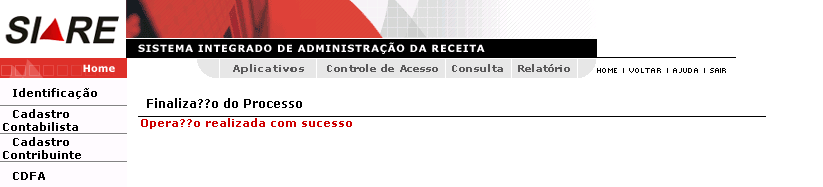 SIARE
SISTEMA INTEGRADO DE ADMINISTRAÇÃO DA RECEITA
Home
Aplicativos Controle de Acesso Consulta Relatório HOME | VOLTAR | AJUDA | SAIR
Identificação
Cadastro
Contabilista
Cadastro
Contribuinte
CDFA
Finaliza??o do Processo
Opera??o realizada com sucesso